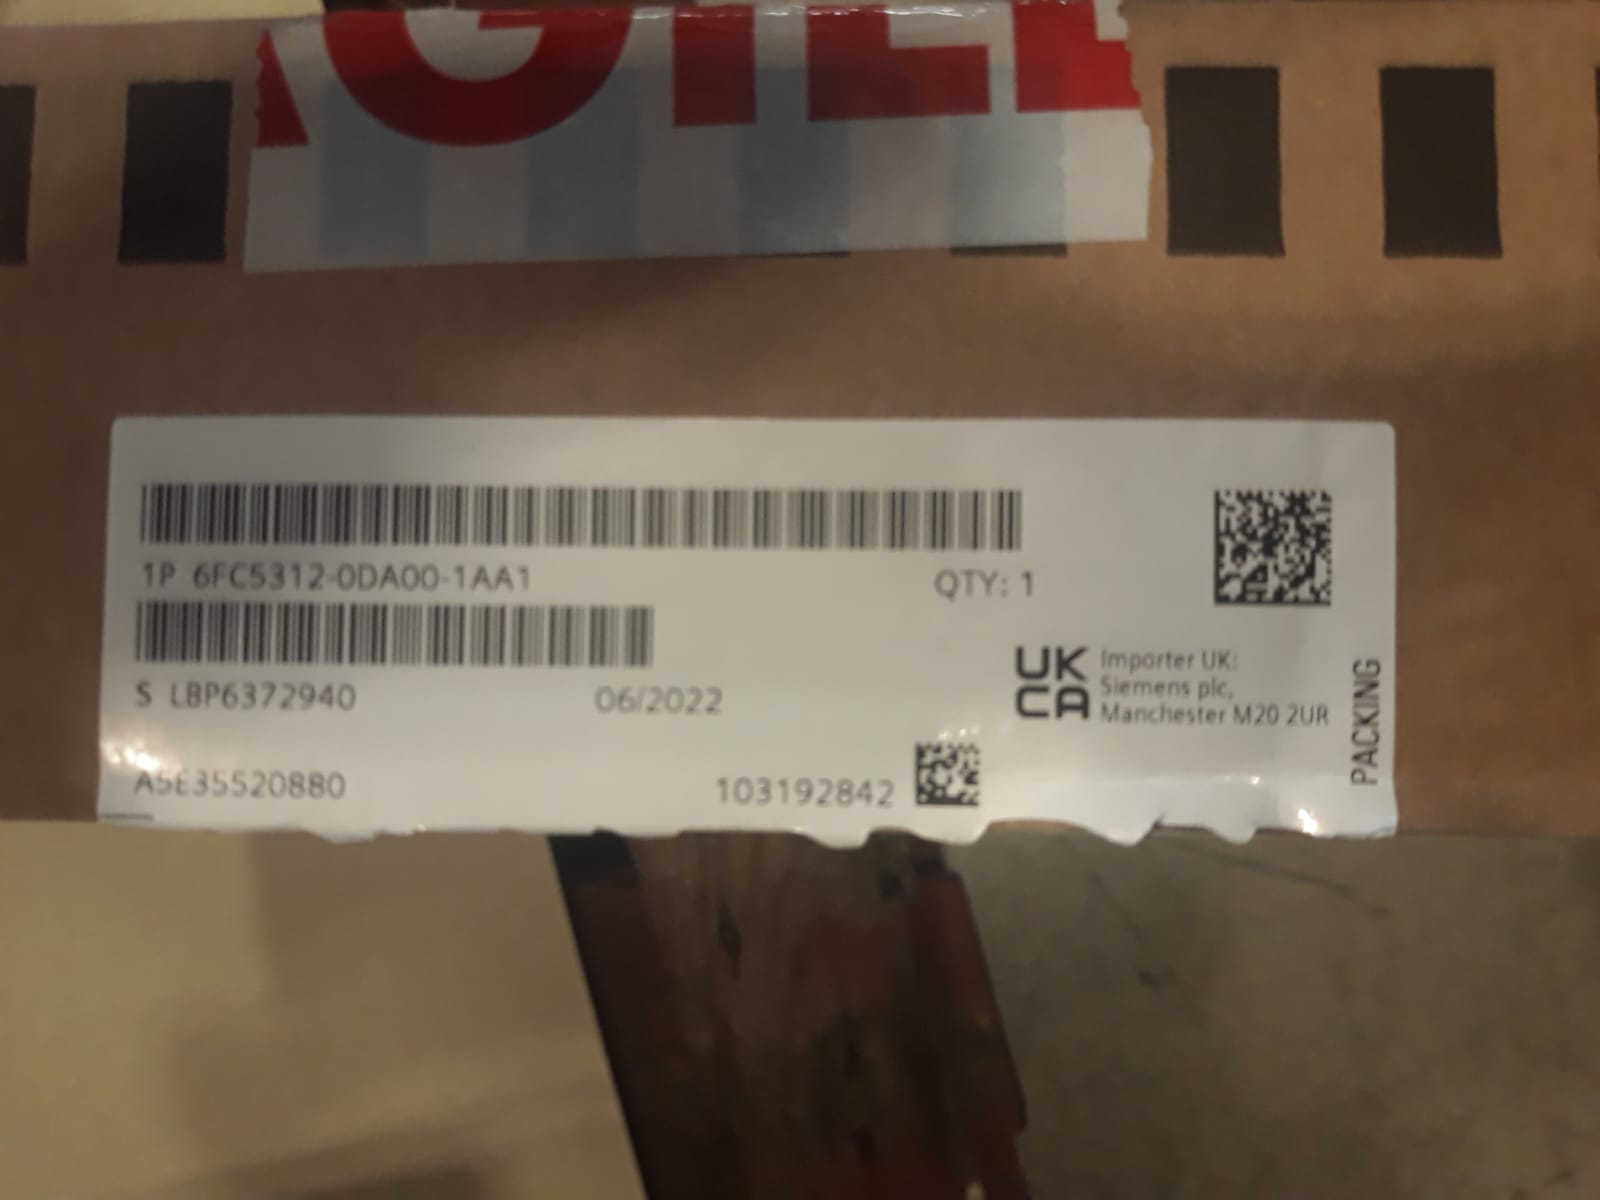 AGILE
1P 6FC5312-0DA00-1AA1
QTY: 1
S LBP6372940
06/2022
UK
CA
Importer UK:
Siemens plc,
Manchester M20 2UR
PACKING
A5E35520880
103192842